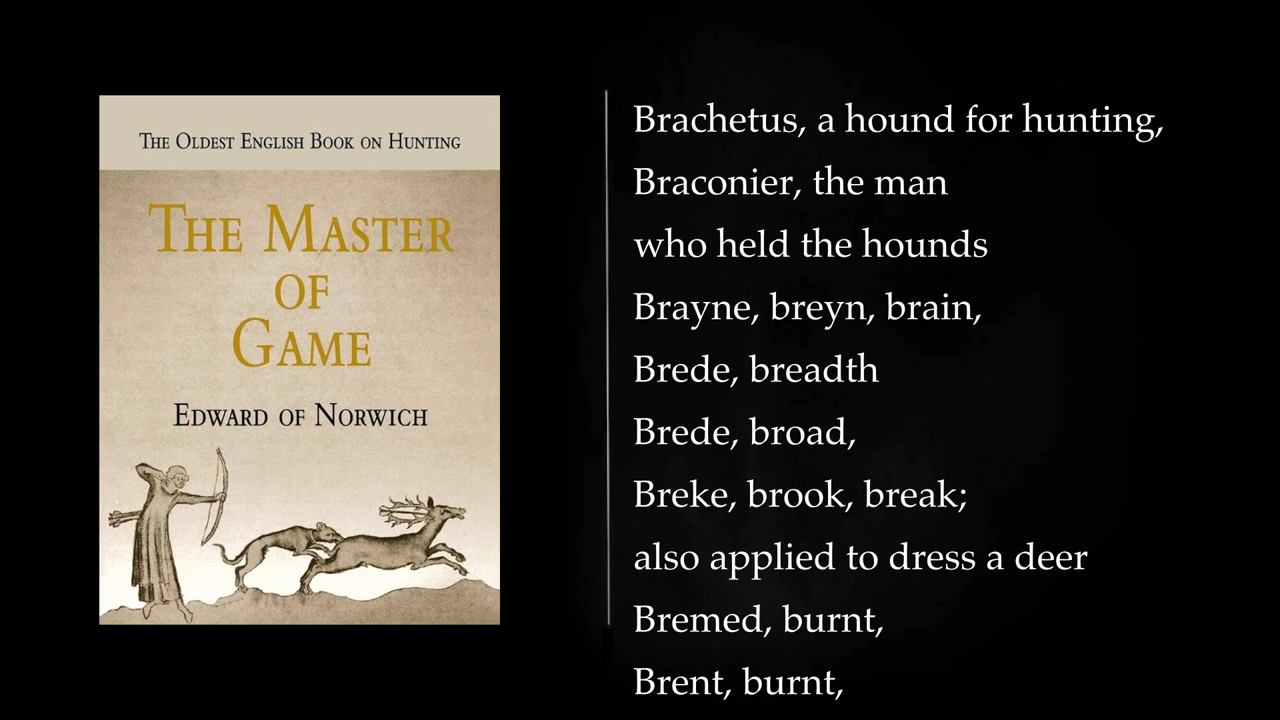 THE OLDEST ENGLISH BOOK ON HUNTING
THE MASTER
OF
GAME
EDWARD OF NORWICH
Brachetus, a hound for hunting,
Braconier, the man
who held the hounds
Brayne, breyn, brain,
Brede, breadth
Brede, broad,
Breke, brook, break;
also applied to dress a deer
Bremed, burnt,
Brent, burnt,